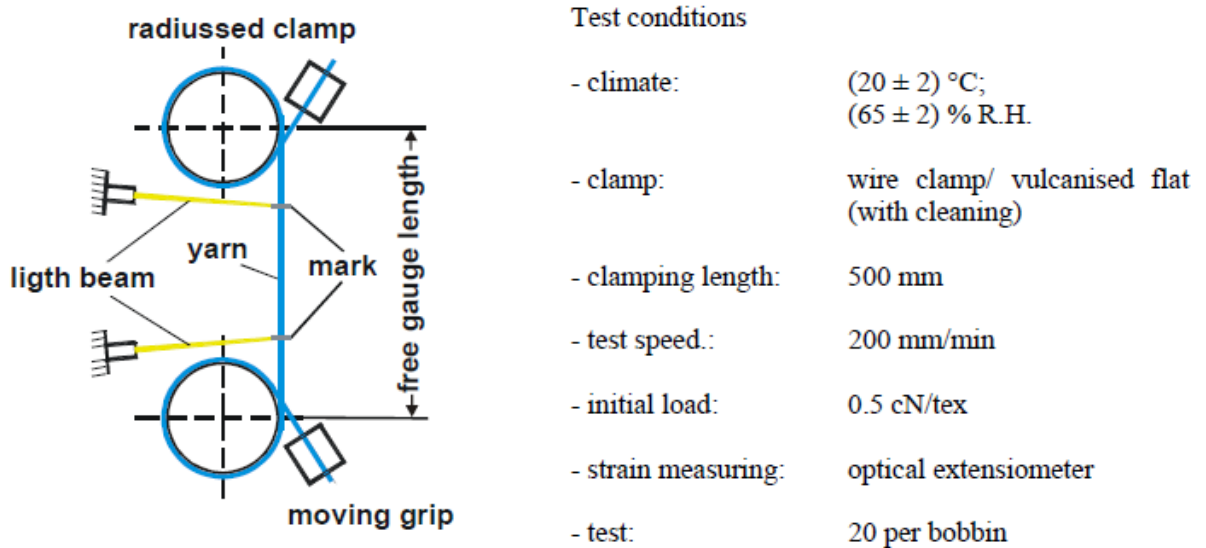 radiussed clamp
ligth beam
yarn
mark
free gauge length
moving grip
Test conditions
- climate: (20 ± 2) °C;
(65 ± 2) % R.H.
- clamp: wire clamp/ vulcanised flat
(with cleaning)
- clamping length: 500 mm
- test speed.: 200 mm/min
- initial load: 0.5 cN/tex
- strain measuring: optical extensiometer
- test: 20 per bobbin